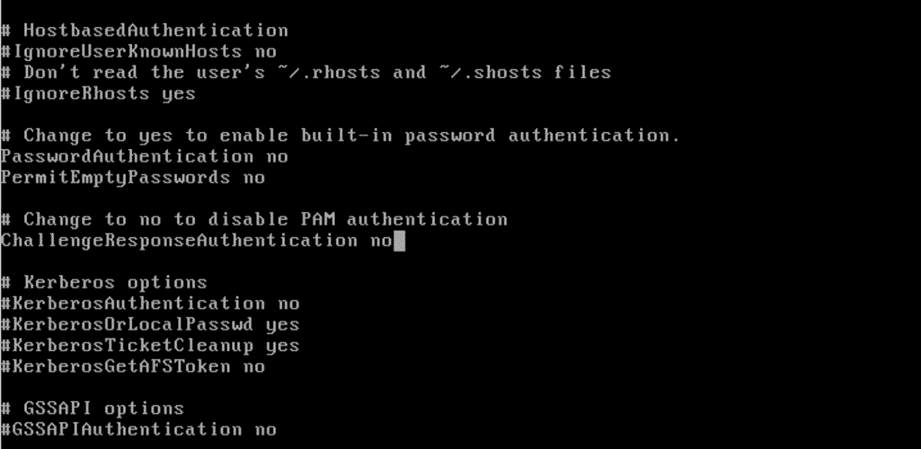 # HostbasedAuthentication
#IgnoreUserKnownHosts no
# Don't read the user's ~/.rhosts and ~/.shosts files
#IgnoreRhosts yes
# Change to yes to enable built-in password authentication.
PasswordAuthentication no
PermitEmptyPasswords no
# Change to no to disable PAM authentication
ChallengeResponseAuthentication no
# Kerberos options
#KerberosAuthentication no
#KerberosOrLocalPasswd yes
#KerberosTicketCleanup yes
#KerberosGetAFSToken no
# GSSAPI options
#GSSAPIAuthentication no